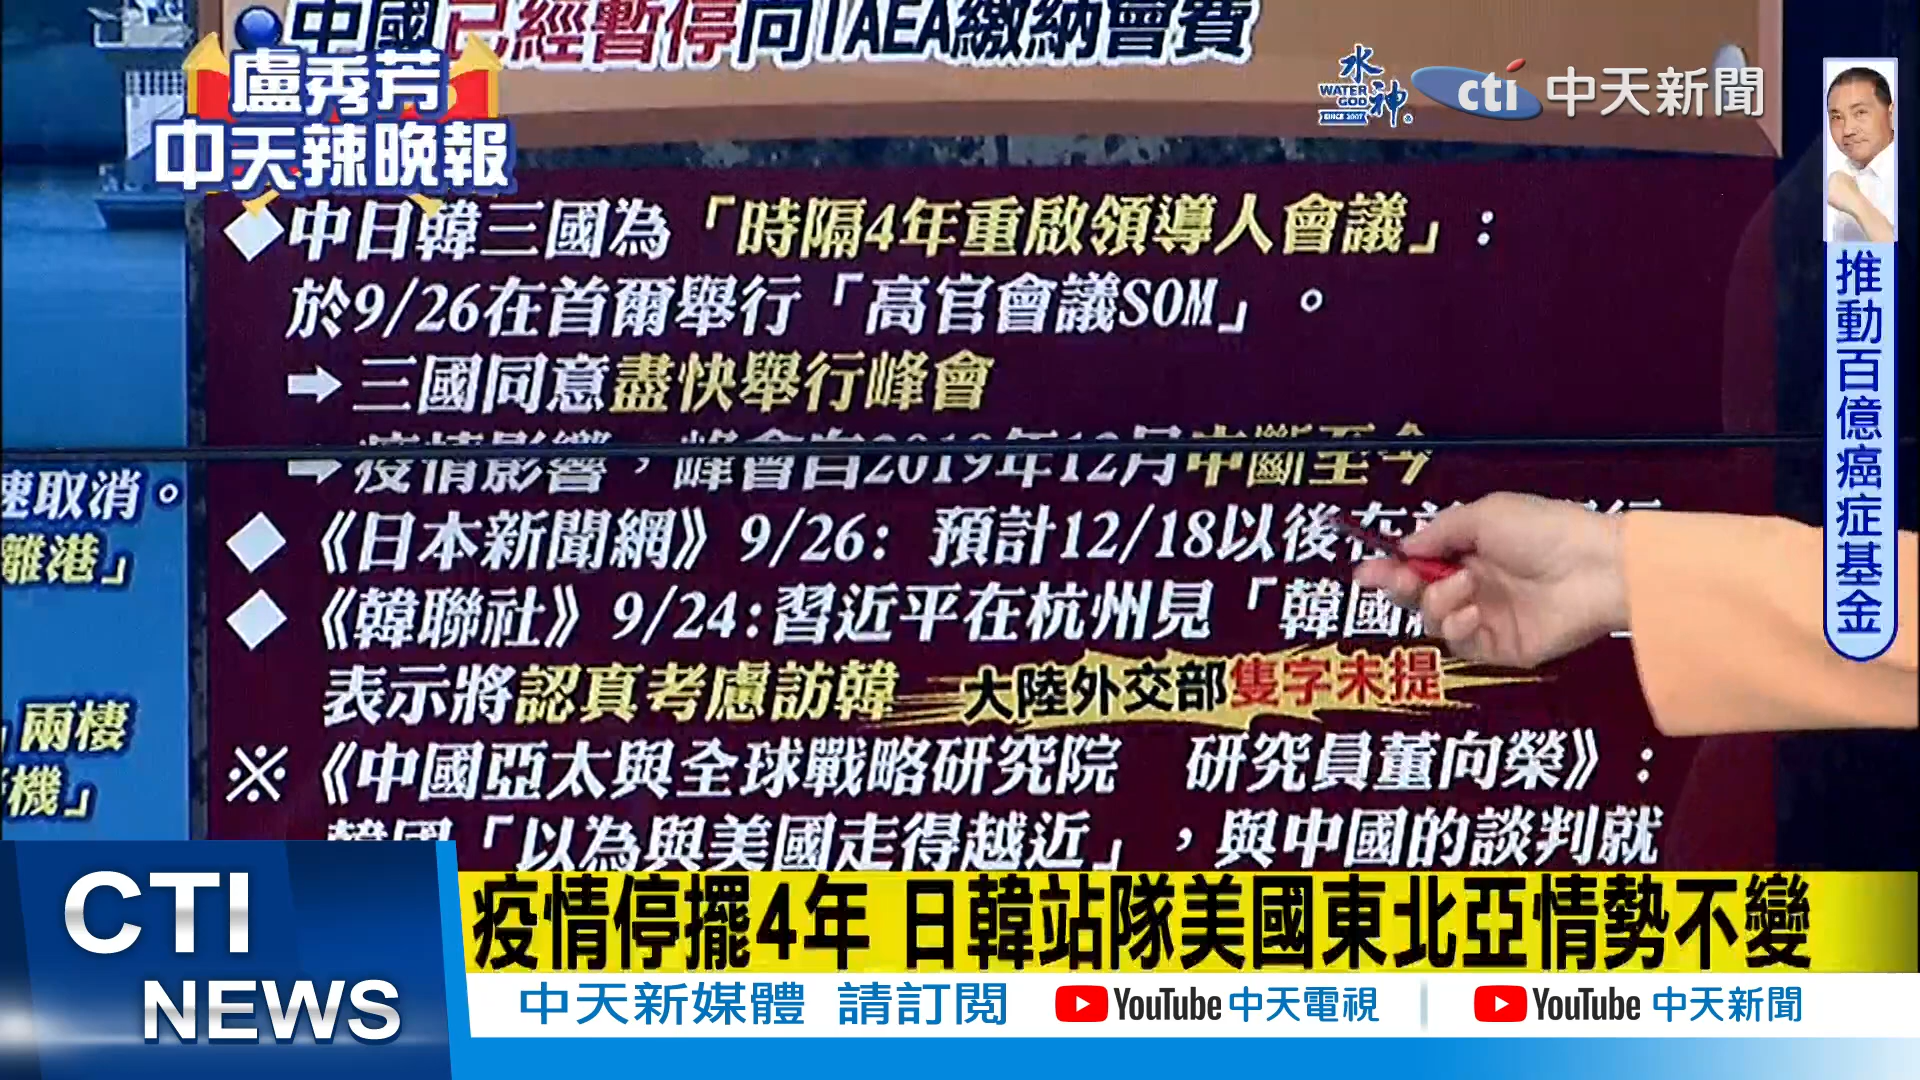 中國已經暫停向IAEA繳納會費
盧秀芳
中天辣晚報
水神
WATER GOD
SINCE 2007
cti 中天新聞
推動百億癌症基金
◆中日韓三國為「時隔4年重啟領導人會議」:
於9/26在首爾舉行「高官會議SOM」。
➡三國同意盡快舉行峰會
➡疫情影響,峰會自2019年12月中斷至今
速取消。
離港」
◆《日本新聞網》9/26: 預計12/18以後在
◆《韓聯社》9/24:習近平在杭州見「韓國
表示將認真考慮訪韓 大陸外交部隻字未提
兩棲
機」
※《中國亞太與全球戰略研究院 研究員董向榮》:
韓國「以為與美國走得越近」,與中國的談判就
疫情停擺4年 日韓站隊美國東北亞情勢不變
CTI NEWS
中天新媒體 請訂閱 YouTube 中天電視 | YouTube 中天新聞